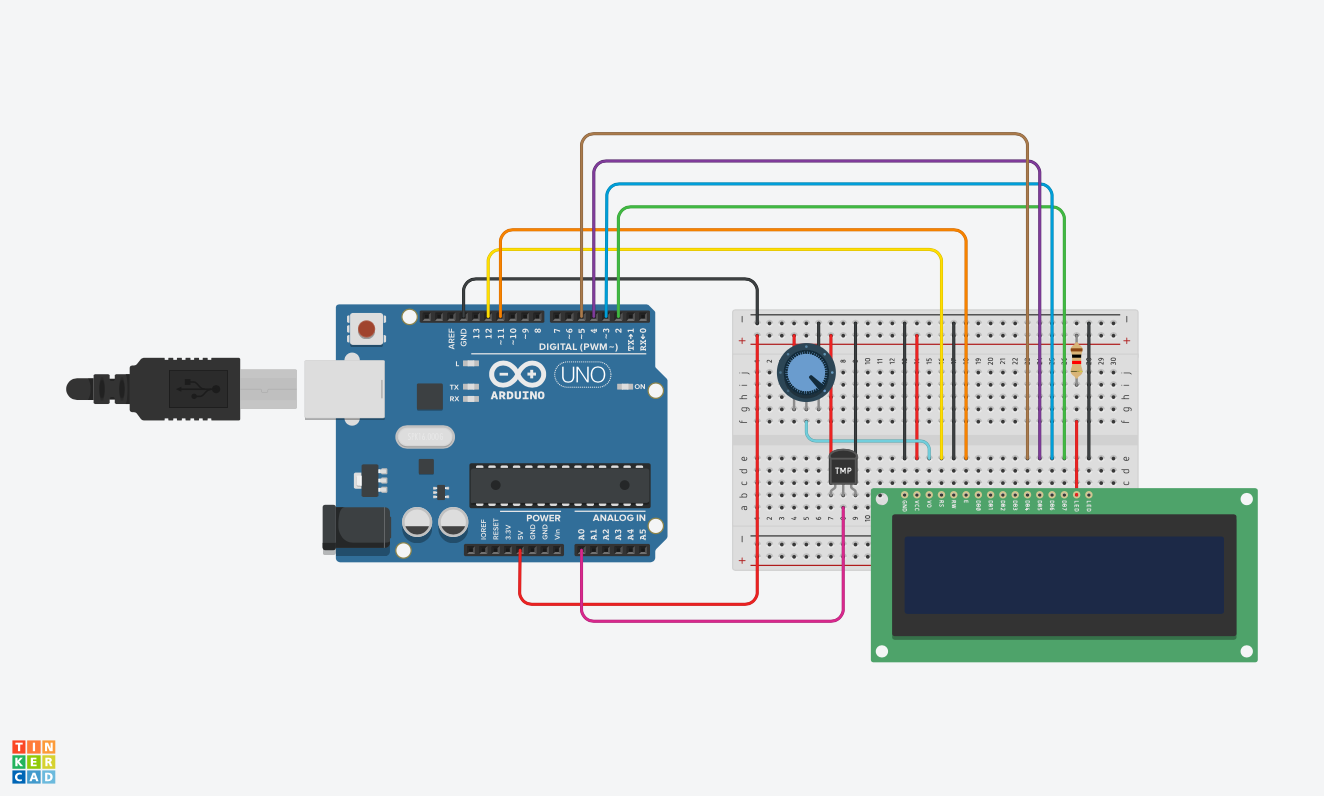 AREF
GND
13
12
~11
~10
~9
8
7
~6
~5
4
~3
2
TX→1
RX←0
DIGITAL (PWM~)
L
TX
RX
ARDUINO
UNO
ON
POWER
ANALOG IN
IOREF
RESET
3.3V
5V
GND
GND
Vin
A0
A1
A2
A3
A4
A5
TMP
j
i
h
g
f
e
d
c
b
a
GND
VCC
V0
RS
RW
E
DB0
DB1
DB2
DB3
DB4
DB5
DB6
DB7
LED
LED
TIN
KER
CAD